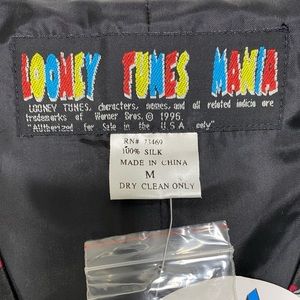 LOONEY TUNES MANIA
LOONEY TUNES, characters, names, and all related indicia are
trademarks of Warner Bros. © 1996
"Authorized for Sale in the U S A only"
RN# 73469
100% SILK
MADE IN CHINA
M
DRY CLEAN ONLY